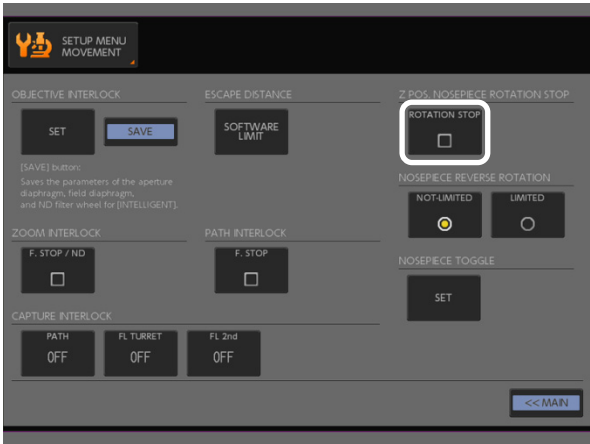 SETUP MENU
MOVEMENT
OBJECTIVE INTERLOCK
SET
SAVE
[SAVE] button:
Saves the parameters of the aperture
diaphragm, field diaphragm,
and ND filter wheel for [INTELLIGENT].
ESCAPE DISTANCE
SOFTWARE
LIMIT
Z POS. NOSEPIECE ROTATION STOP
ROTATION STOP
NOSEPIECE REVERSE ROTATION
NOT-LIMITED
LIMITED
ZOOM INTERLOCK
F. STOP / ND
PATH INTERLOCK
F. STOP
NOSEPIECE TOGGLE
SET
CAPTURE INTERLOCK
PATH
OFF
FL TURRET
OFF
FL 2nd
OFF
<< MAIN